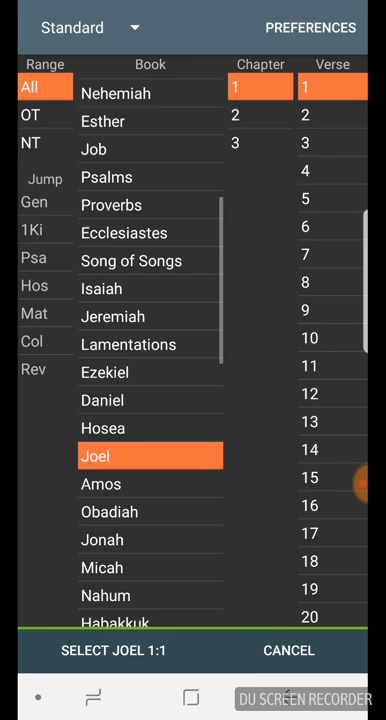 Standard
PREFERENCES
Range
Book
Chapter
Verse
All
OT
NT
Jump
Gen
1Ki
Psa
Hos
Mat
Col
Rev
Nehemiah
Esther
Job
Psalms
Proverbs
Ecclesiastes
Song of Songs
Isaiah
Jeremiah
Lamentations
Ezekiel
Daniel
Hosea
Joel
Amos
Obadiah
Jonah
Micah
Nahum
Habakkuk
1
2
3
1
2
3
4
5
6
7
8
9
10
11
12
13
14
15
16
17
18
19
20
SELECT JOEL 1:1
CANCEL
DU SCREEN RECORDER